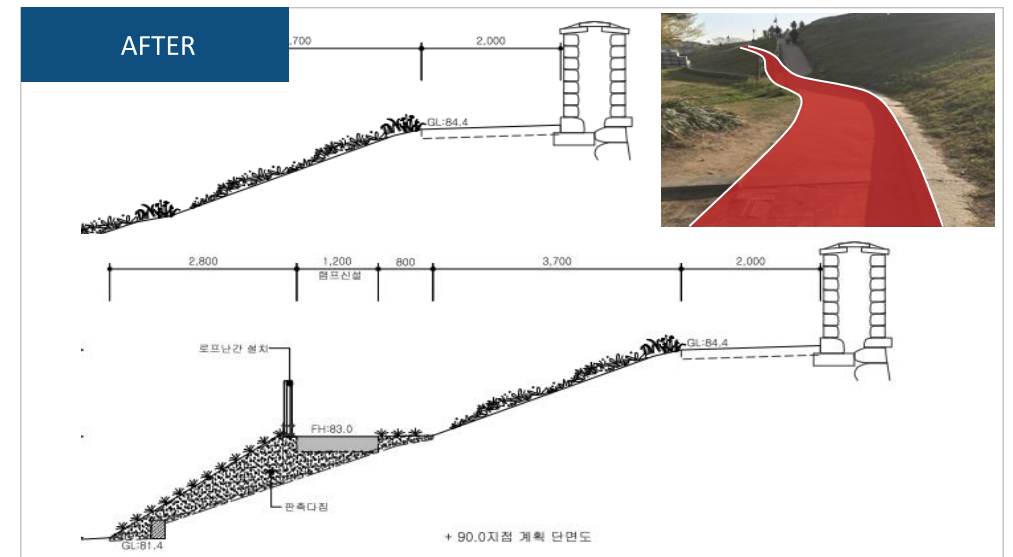 AFTER
,700
2,000
GL:84.4
2,800
1,200
800
3,700
2,000
램프신설
로프난간 설치
GL:84.4
FH:83.0
판축다짐
GL:81.4
+ 90.0지점 계획 단면도